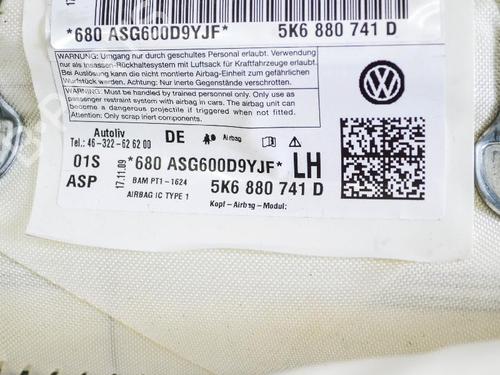 *680 ASG600D9YJF* 5K6 880 741 D
WARNUNG: Umgang nur durch geschultes Personal erlaubt. Verwendung
nur als Insassen-Rückhaltesystem mit Luftsack für Kraftfahrzeuge erlaubt.
Bei Auslösung kann die nicht montierte Airbag-Einheit zum gefährlichen
Wurfstück werden. Achtung: Nur inerte Gegenstände verschrotten.
WARNING: Must be handled by trained personnel only. Only use as
passenger restraint system with airbag in cars. The airbag unit could
become a dangerous projectile if triggered when not fitted.
Attention: Only scrap inert components.
Autoliv DE Airbag
Tel.: 46-322-62 62 00
01S 17.11.09 *680 ASG600D9YJF* LH
ASP BAM PT1-1624 5K6 880 741 D
AIRBAG IC TYPE 1 Kopf-Airbag-Modul